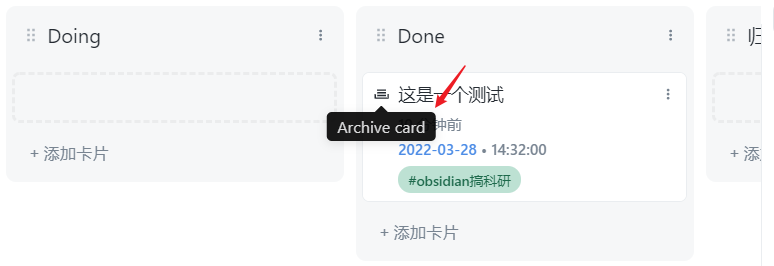 Doing
Done
归
这是一个测试
Archive card
钟前
2022-03-28 • 14:32:00
#obsidian搞科研
+ 添加卡片
+ 添加卡片
+ 添